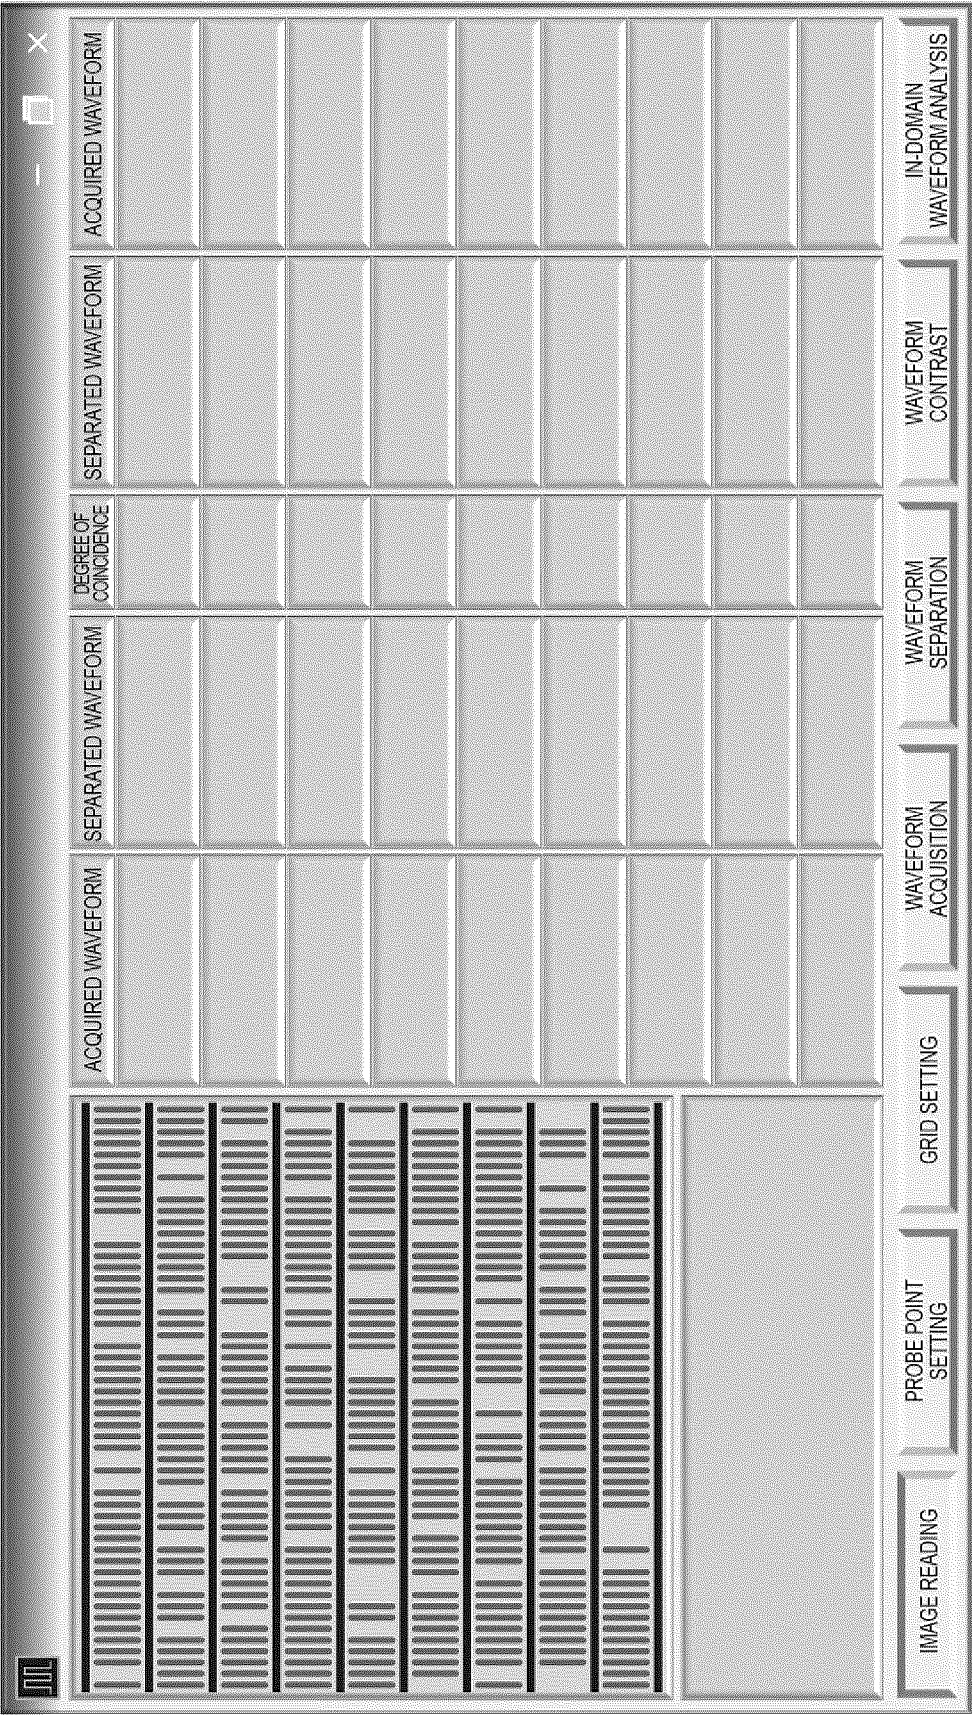 ACQUIRED WAVEFORM
SEPARATED WAVEFORM
DEGREE OF
COINCIDENCE
SEPARATED WAVEFORM
ACQUIRED WAVEFORM
IMAGE READING
PROBE POINT
SETTING
GRID SETTING
WAVEFORM
ACQUISITION
WAVEFORM
SEPARATION
WAVEFORM
CONTRAST
IN-DOMAIN
WAVEFORM ANALYSIS